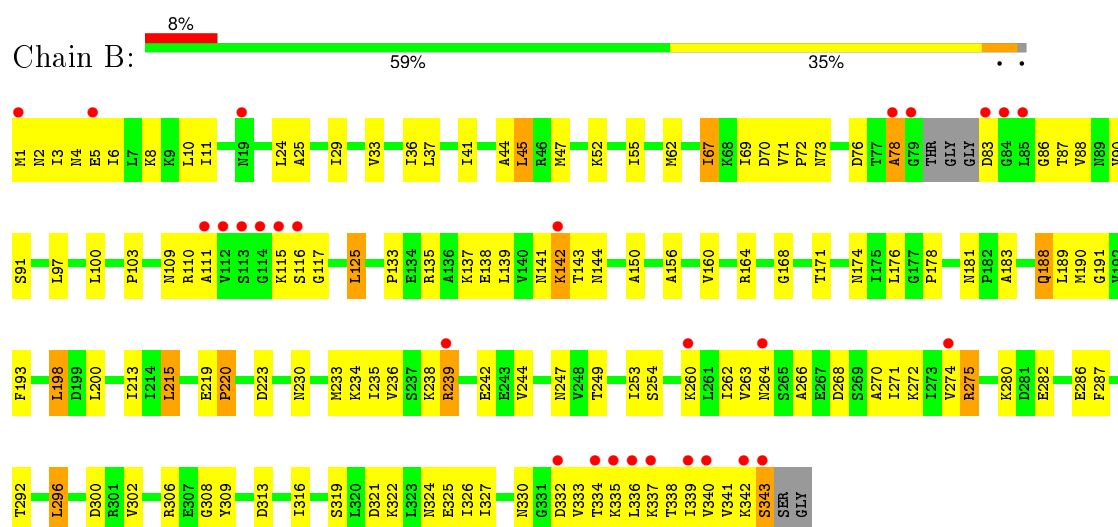 8%
Chain B:
59% 35% • •
M1 N2 I3 N4 E5 I6 L7 K8 K9 L10 I11 N19 L24 A25 I29 V33 I36 L37 I41 A44 L45 R46 M47 K52 I55 M62 I67 K68 I69 D70 V71 P72 N73 D76 T77 A78 G79 THR GLY GLY D83 G84 L85 G86 T87 V88 N89
S91 L97 L100 P103 N109 R110 A111 V112 S113 G114 K115 S116 G117 L125 P133 E134 R135 A136 K137 E138 L139 V140 N141 K142 T143 N144 A150 A156 V160 R164 G168 T171 N174 I175 L176 G177 P178 N181 P182 A183 Q188 L189 M190 G191
F193 L198 D199 L200 I213 I214 L215 E219 P220 D223 N230 M233 K234 I235 V236 S237 K238 R239 E242 E243 V244 N247 V248 T249 I253 S254 K260 L261 I262 V263 N264 S265 A266 E267 D268 S269 A270 I271 K272 I273 V274 R275 K280 D281 E282 E286 F287
T292 L296 D300 R301 V302 R306 E307 G308 Y309 D313 I316 S319 L320 D321 K322 L323 N324 E325 I326 I327 N330 G331 D332 V333 T334 R335 L336 K337 T338 I339 V340 V341 K342 S343 SER GLY